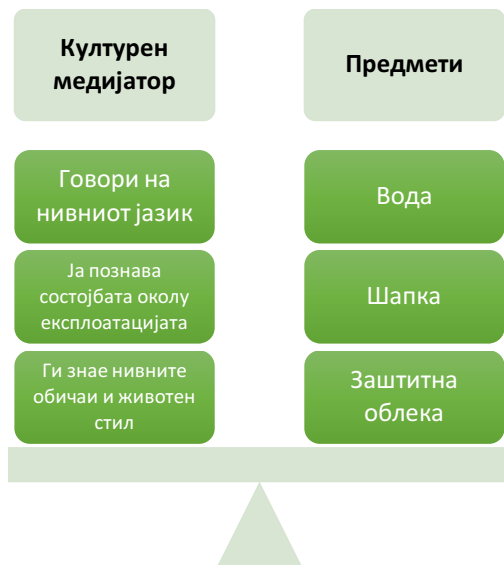 Културен
медијатор
Говори на
нивниот јазик
Ја познава
состојбата околу
експлоатацијата
Ги знае нивните
обичаи и животен
стил
Предмети
Вода
Шапка
Заштитна
облека